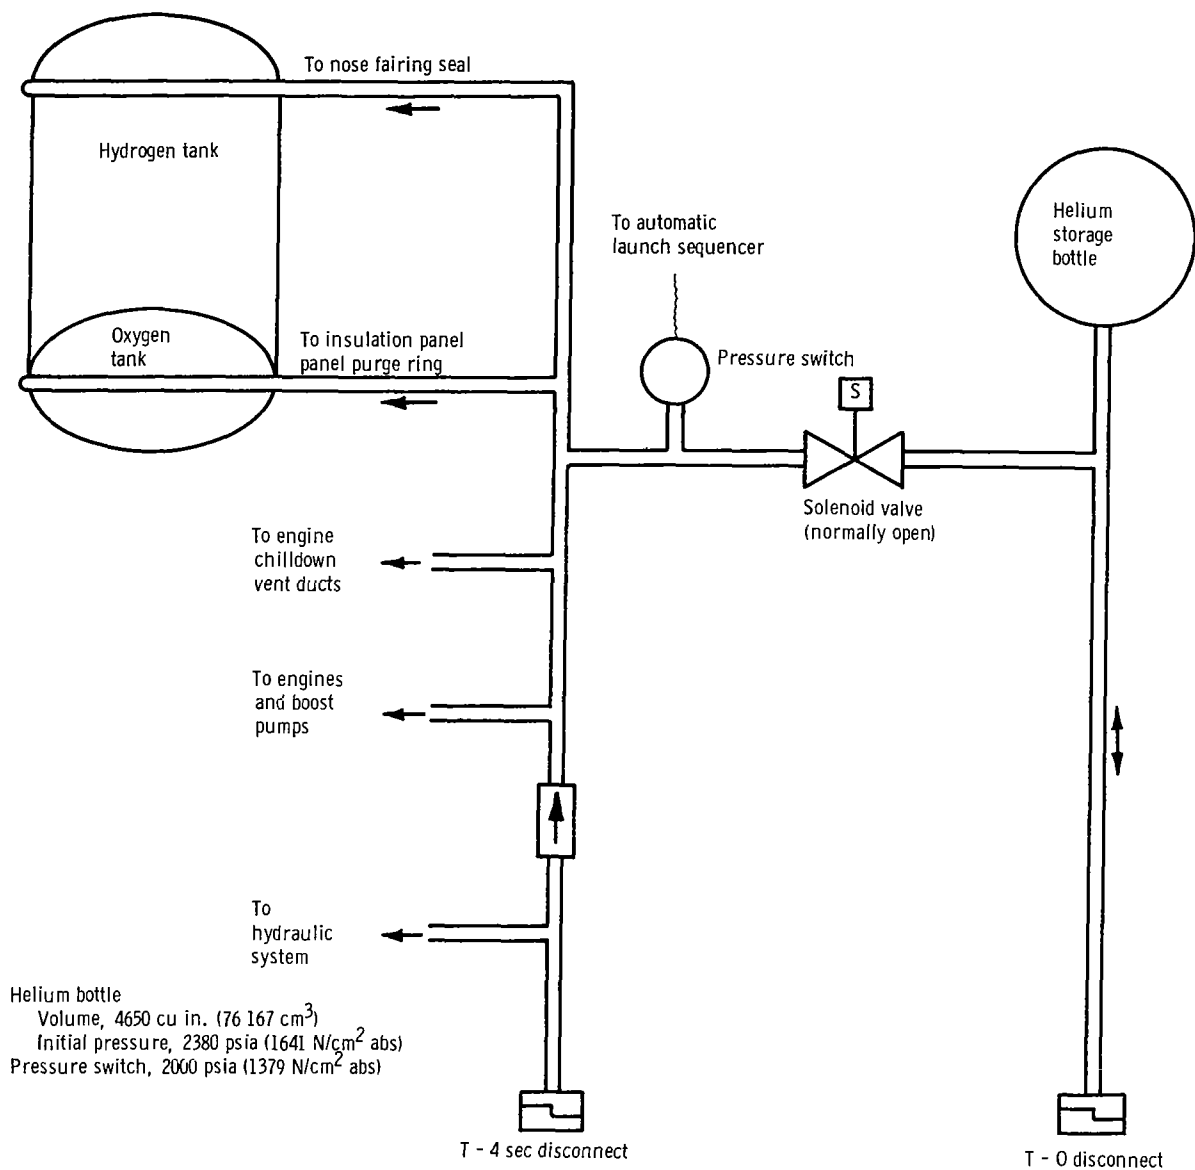 To nose fairing seal
Hydrogen tank
Helium
storage
bottle
To automatic
launch sequencer
Oxygen
tank
To insulation panel
panel purge ring
Pressure switch
S
Solenoid valve
(normally open)
To engine
chilldown
vent ducts
To engines
and boost
pumps
To
hydraulic
system
Helium bottle
Volume, 4650 cu in. (76 167 cm³)
Initial pressure, 2380 psia (1641 N/cm² abs)
Pressure switch, 2000 psia (1379 N/cm² abs)
T - 4 sec disconnect
T - 0 disconnect